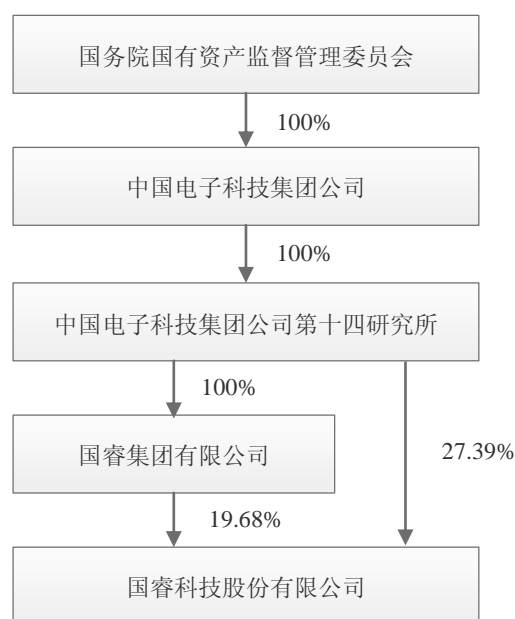 国务院国有资产监督管理委员会
100%
中国电子科技集团公司
100%
中国电子科技集团公司第十四研究所
100%
国睿集团有限公司
27.39%
19.68%
国睿科技股份有限公司